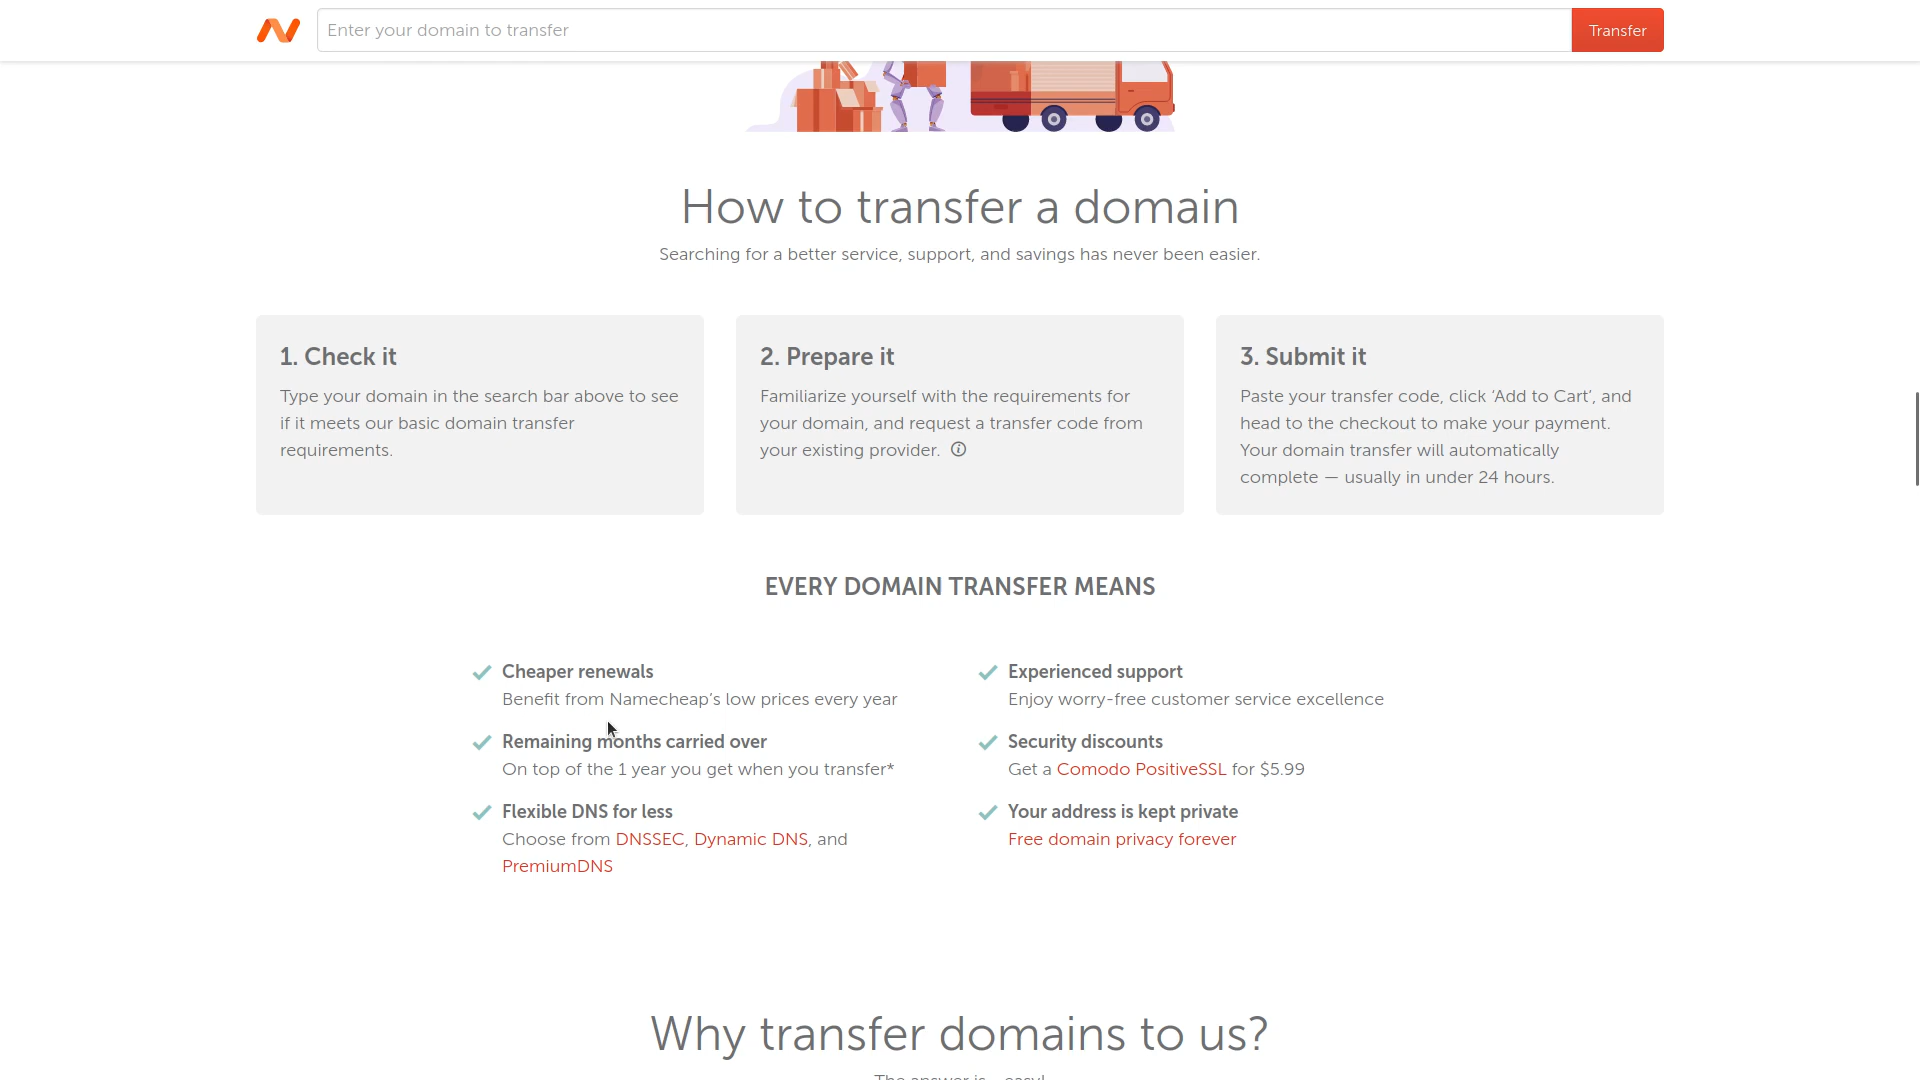 Enter your domain to transfer
Transfer
How to transfer a domain
Searching for a better service, support, and savings has never been easier.
1. Check it
Type your domain in the search bar above to see
if it meets our basic domain transfer
requirements.
2. Prepare it
Familiarize yourself with the requirements for
your domain, and request a transfer code from
your existing provider.
3. Submit it
Paste your transfer code, click ‘Add to Cart’, and
head to the checkout to make your payment.
Your domain transfer will automatically
complete — usually in under 24 hours.
EVERY DOMAIN TRANSFER MEANS
Cheaper renewals
Benefit from Namecheap’s low prices every year
Remaining months carried over
On top of the 1 year you get when you transfer*
Flexible DNS for less
Choose from DNSSEC, Dynamic DNS, and
PremiumDNS
Experienced support
Enjoy worry-free customer service excellence
Security discounts
Get a Comodo PositiveSSL for $5.99
Your address is kept private
Free domain privacy forever
Why transfer domains to us?